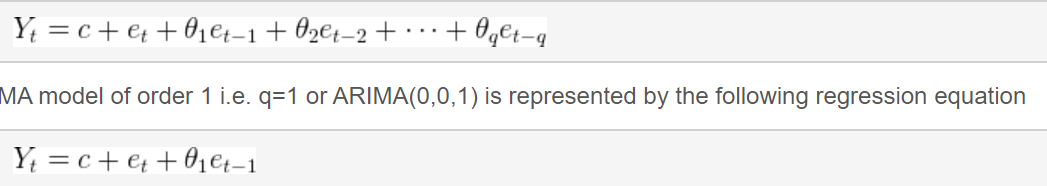 Yₜ = c + eₜ + θ₁eₜ₋₁ + θ₂eₜ₋₂ + ⋯ + θ_qe_{t−q}
MA model of order 1 i.e. q=1 or ARIMA(0,0,1) is represented by the following regression equation
Yₜ = c + eₜ + θ₁eₜ₋₁